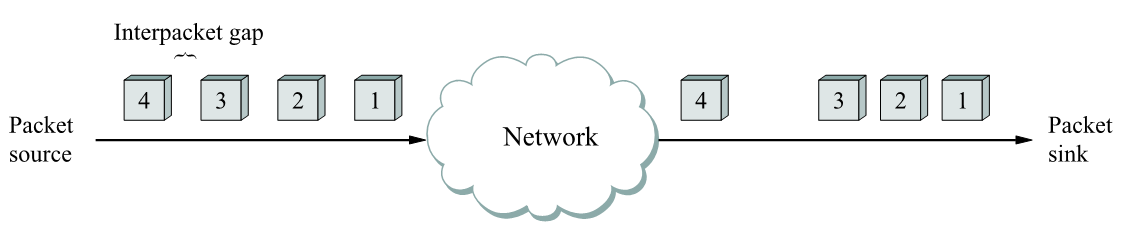 Interpacket gap
4 3 2 1
4 3 2 1
Packet
source
Network
Packet
sink